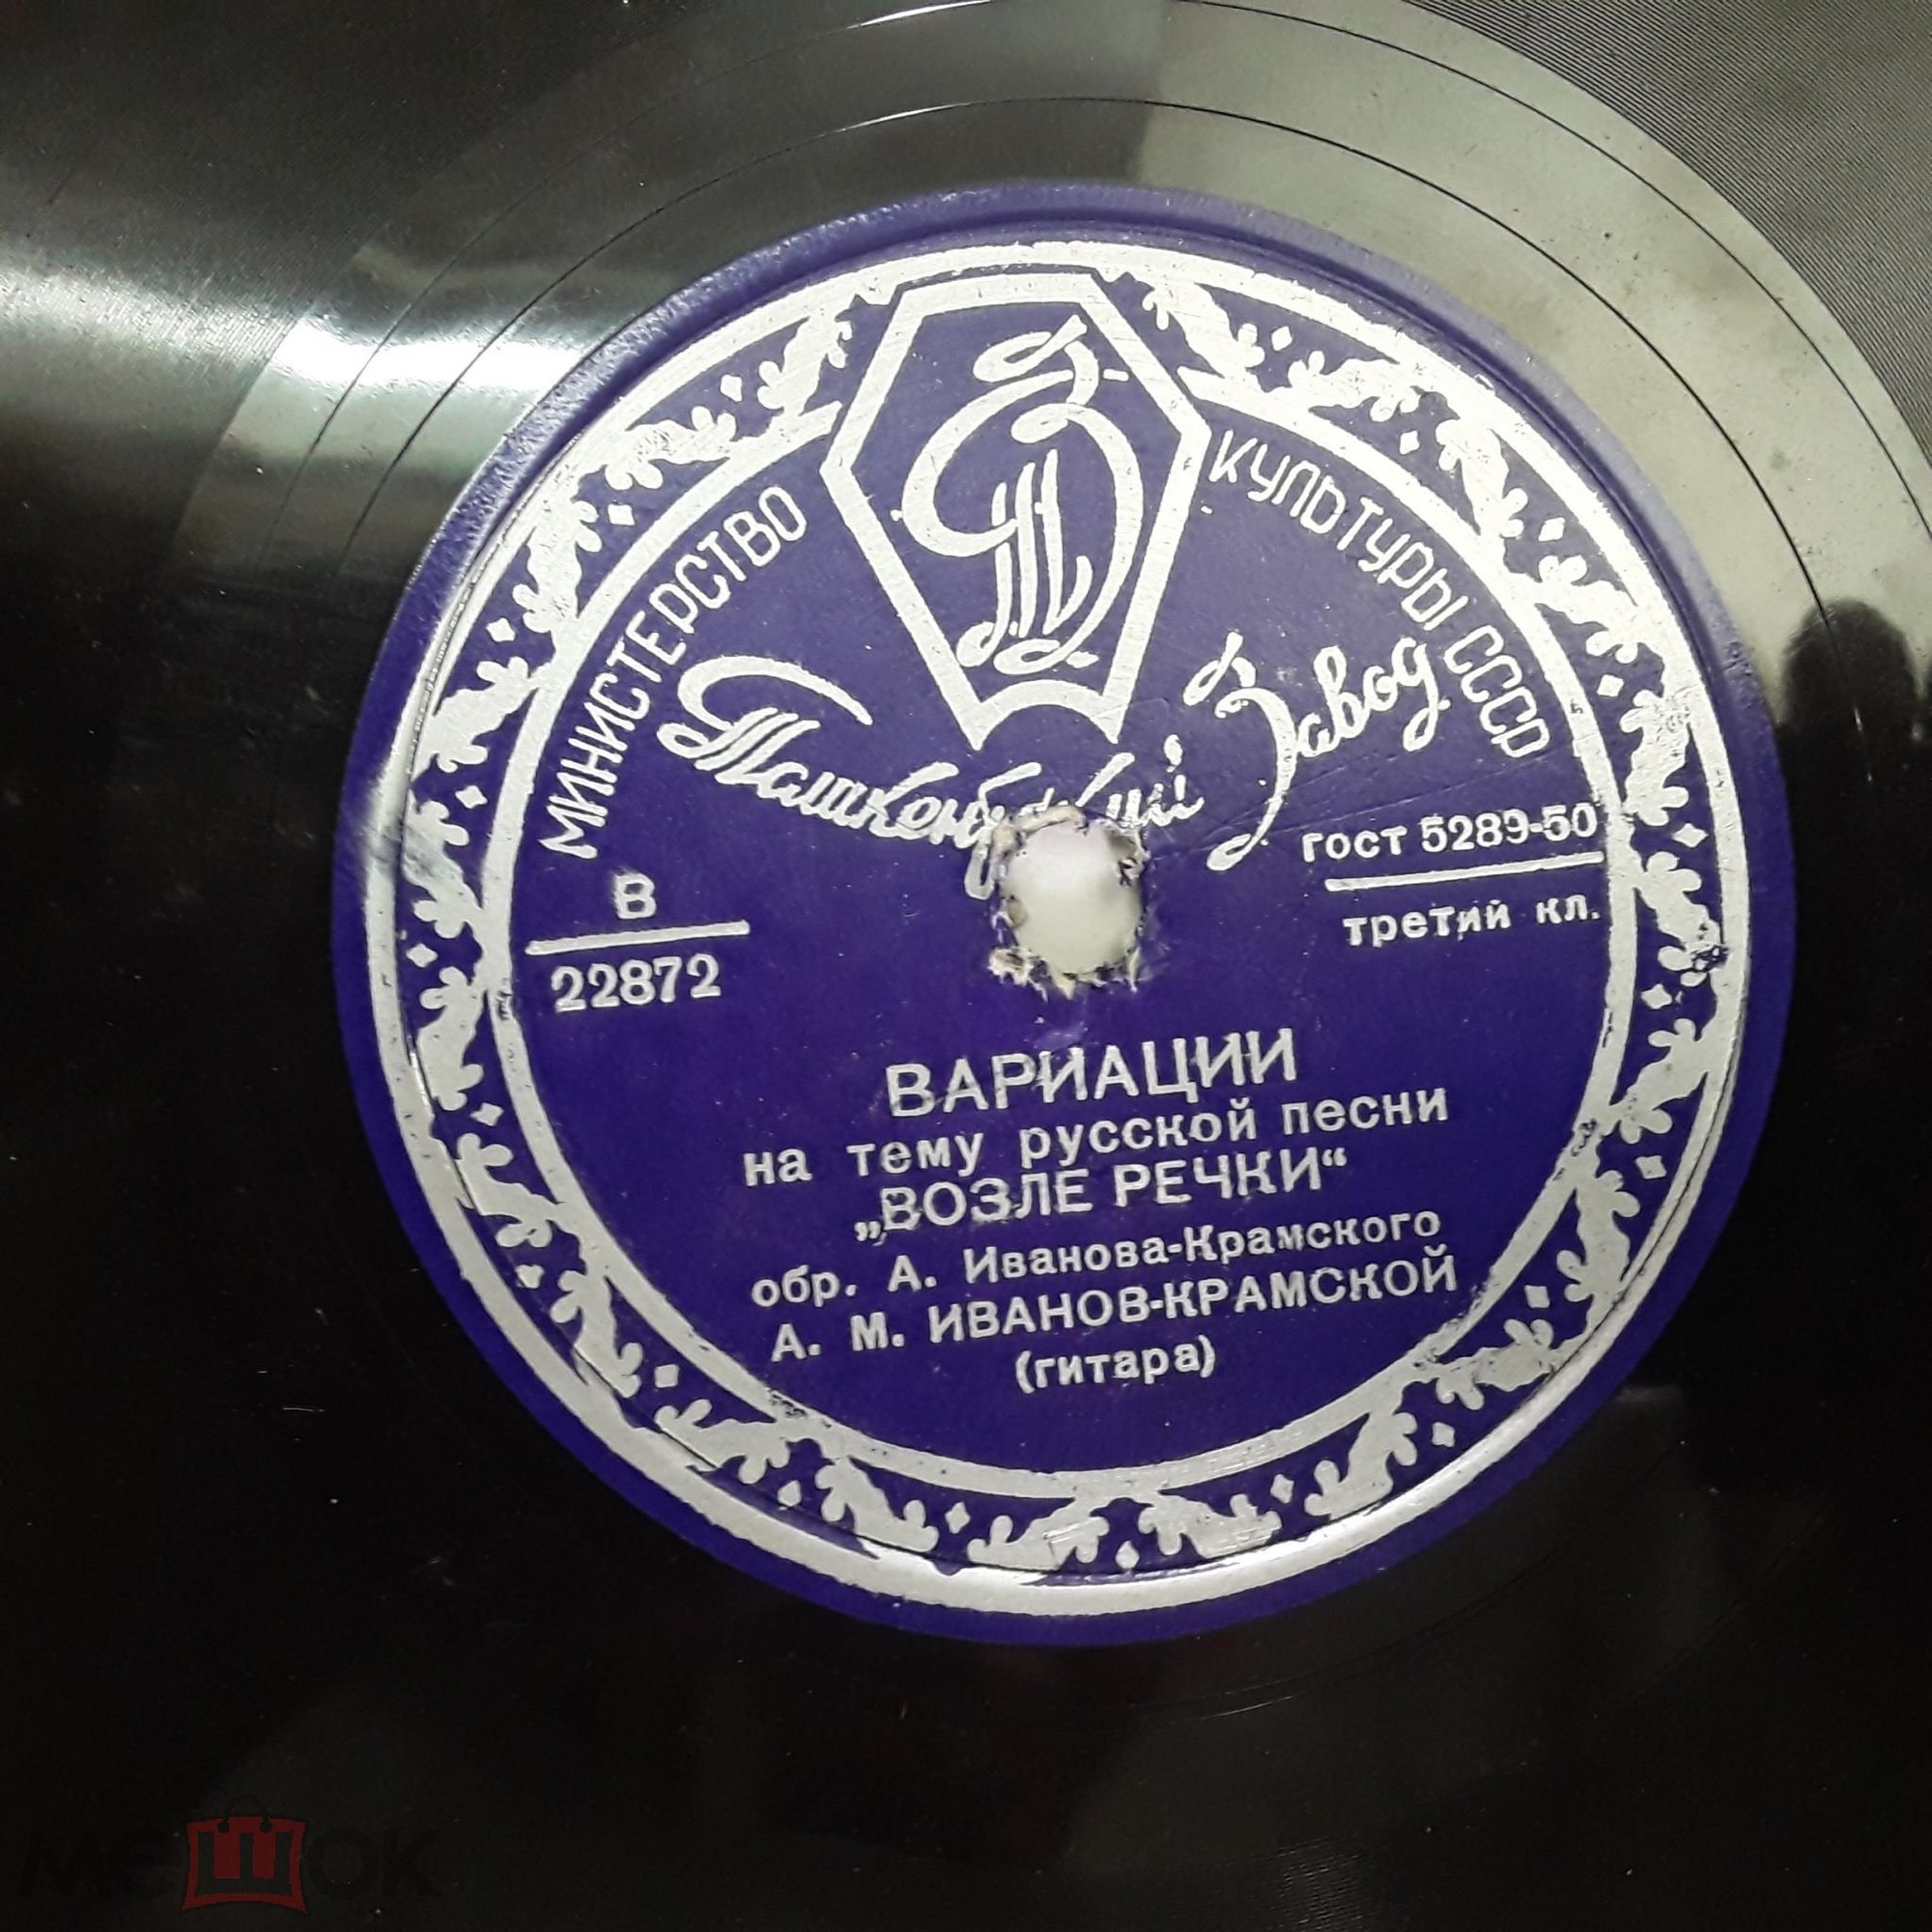 МИНИСТЕРСТВО КУЛЬТУРЫ СССР
Ташкентский Завод
В
22872
ГОСТ 5289-50
третий кл.
ВАРИАЦИИ
на тему русской песни
„ВОЗЛЕ РЕЧКИ“
обр. А. Иванова-Крамского
А. М. ИВАНОВ-КРАМСКОЙ
(гитара)
мешок